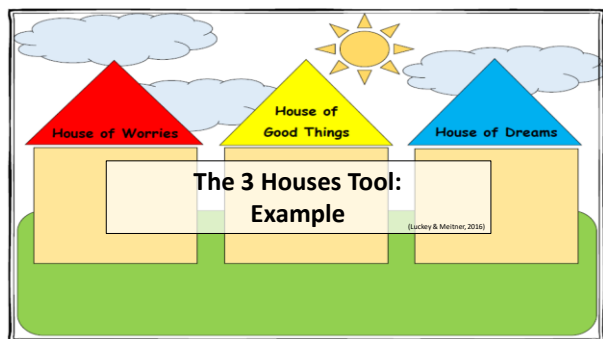 House of Worries
House of
Good Things
House of Dreams
The 3 Houses Tool:
Example
(Luckey & Meitner, 2016)